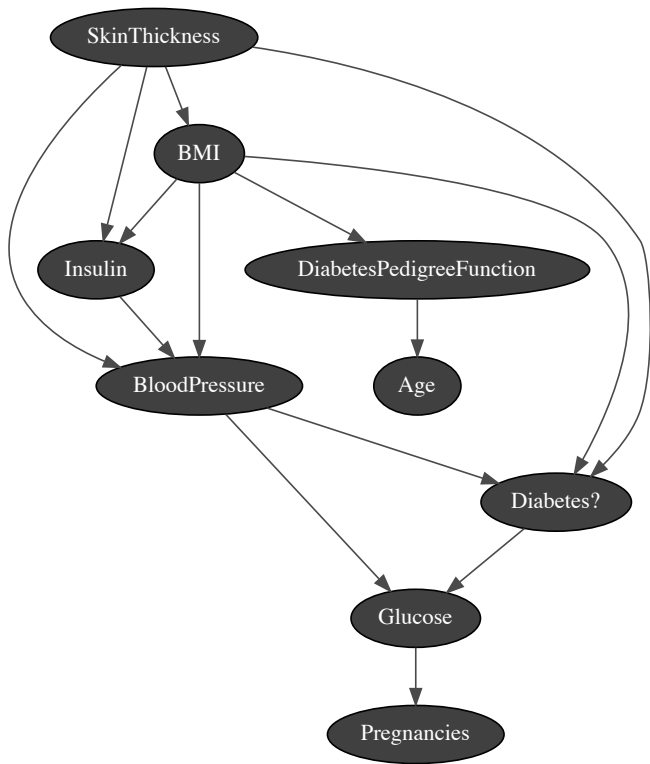 SkinThickness
BMI
Insulin
DiabetesPedigreeFunction
BloodPressure
Age
Diabetes?
Glucose
Pregnancies